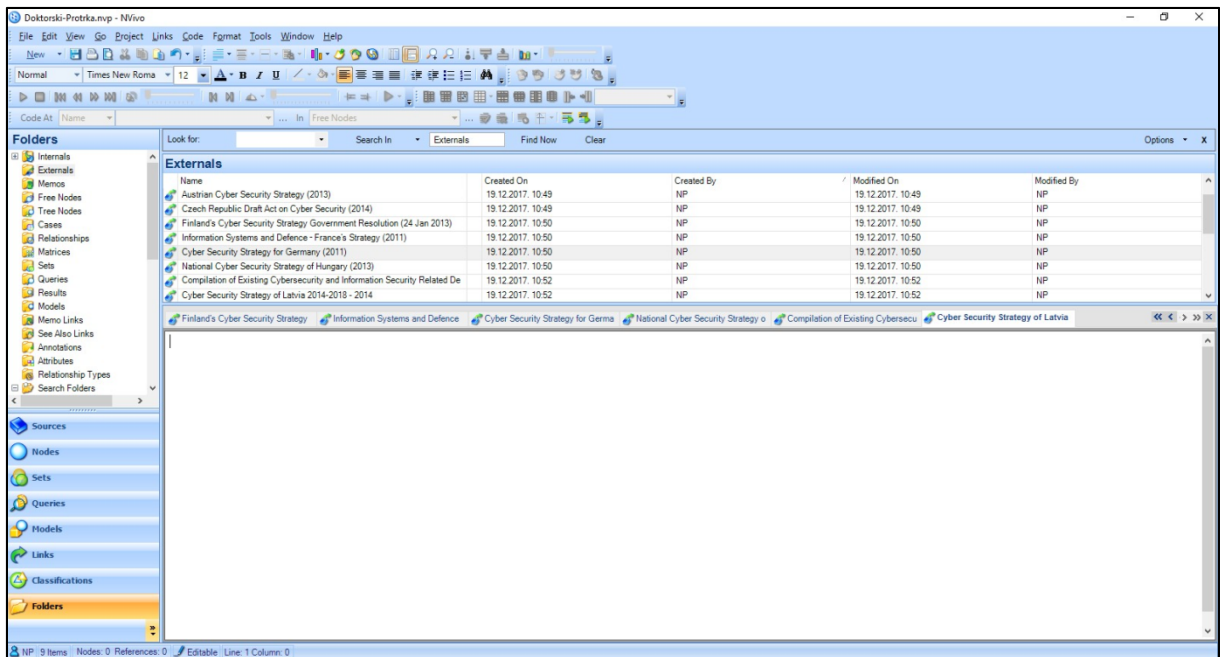 Doktorski-Protrka.nvp - NVivo
File Edit View Go Project Links Code Format Tools Window Help
New
Normal Times New Roma 12 A B I U
Code At Name ... In Free Nodes ...
Folders
Internals
Externals
Memos
Free Nodes
Tree Nodes
Cases
Relationships
Matrices
Sets
Queries
Results
Models
Memo Links
See Also Links
Annotations
Attributes
Relationship Types
Search Folders
Sources
Nodes
Sets
Queries
Models
Links
Classifications
Folders
Look for: Search In Externals Find Now Clear Options x
Externals
Name Created On Created By Modified On Modified By
Austrian Cyber Security Strategy (2013) 19.12.2017. 10:49 NP 19.12.2017. 10:49 NP
Czech Republic Draft Act on Cyber Security (2014) 19.12.2017. 10:49 NP 19.12.2017. 10:49 NP
Finland's Cyber Security Strategy Government Resolution (24 Jan 2013) 19.12.2017. 10:50 NP 19.12.2017. 10:50 NP
Information Systems and Defence - France's Strategy (2011) 19.12.2017. 10:50 NP 19.12.2017. 10:50 NP
Cyber Security Strategy for Germany (2011) 19.12.2017. 10:50 NP 19.12.2017. 10:50 NP
National Cyber Security Strategy of Hungary (2013) 19.12.2017. 10:50 NP 19.12.2017. 10:50 NP
Compilation of Existing Cybersecurity and Information Security Related De 19.12.2017. 10:52 NP 19.12.2017. 10:52 NP
Cyber Security Strategy of Latvia 2014-2018 - 2014 19.12.2017. 10:52 NP 19.12.2017. 10:52 NP
Finland's Cyber Security Strategy Information Systems and Defence Cyber Security Strategy for Germa National Cyber Security Strategy o Compilation of Existing Cybersecu Cyber Security Strategy of Latvia
NP 9 Items Nodes: 0 References: 0 Editable Line: 1 Column: 0